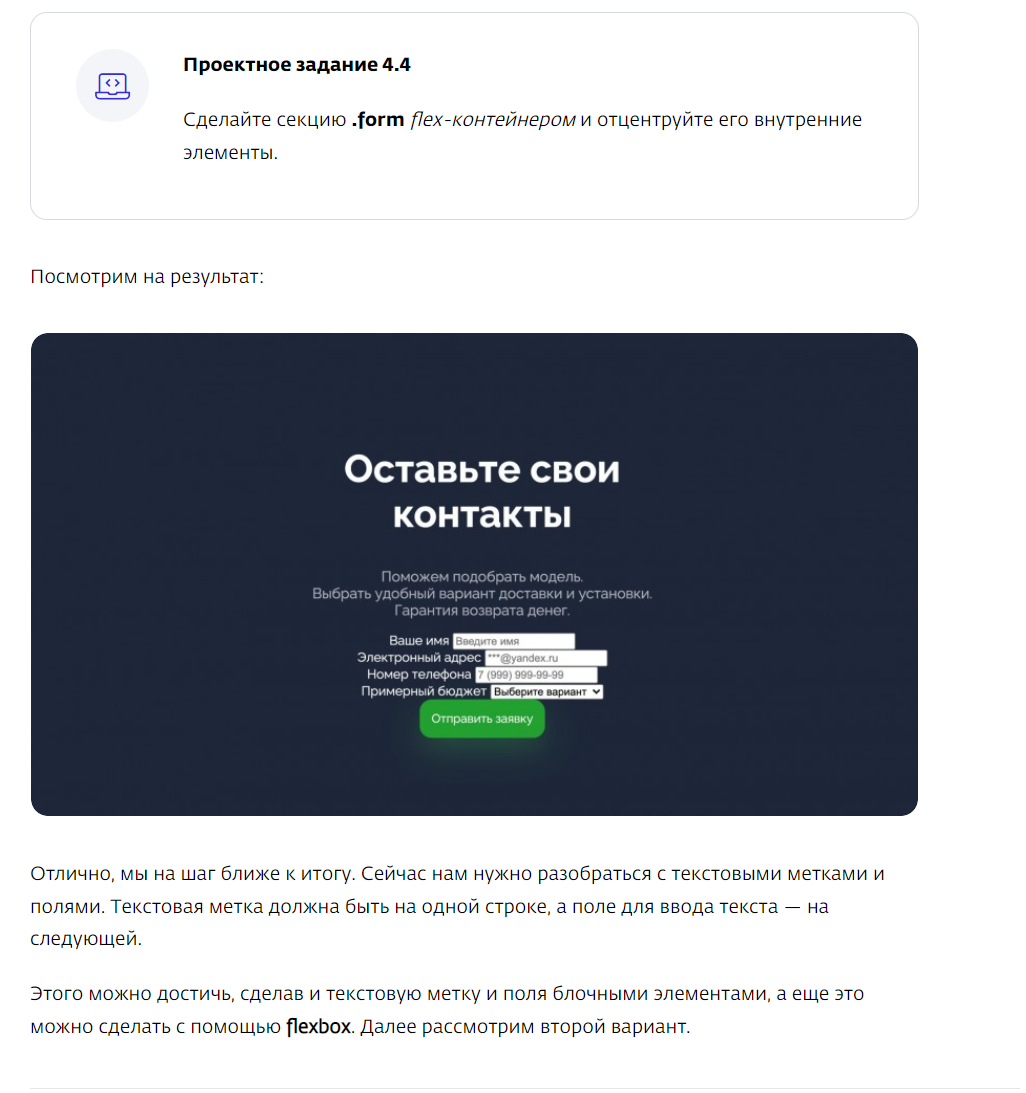 Проектное задание 4.4
Сделайте секцию .form flex-контейнером и отцентруйте его внутренние
элементы.
Посмотрим на результат:
Оставьте свои
контакты
Поможем подобрать модель.
Выбрать удобный вариант доставки и установки.
Гарантия возврата денег.
Ваше имя Введите имя
Электронный адрес ***@yandex.ru
Номер телефона 7 (999) 999-99-99
Примерный бюджет Выберите вариант
Отправить заявку
Отлично, мы на шаг ближе к итогу. Сейчас нам нужно разобраться с текстовыми метками и
полями. Текстовая метка должна быть на одной строке, а поле для ввода текста — на
следующей.
Этого можно достичь, сделав и текстовую метку и поля блочными элементами, а еще это
можно сделать с помощью flexbox. Далее рассмотрим второй вариант.